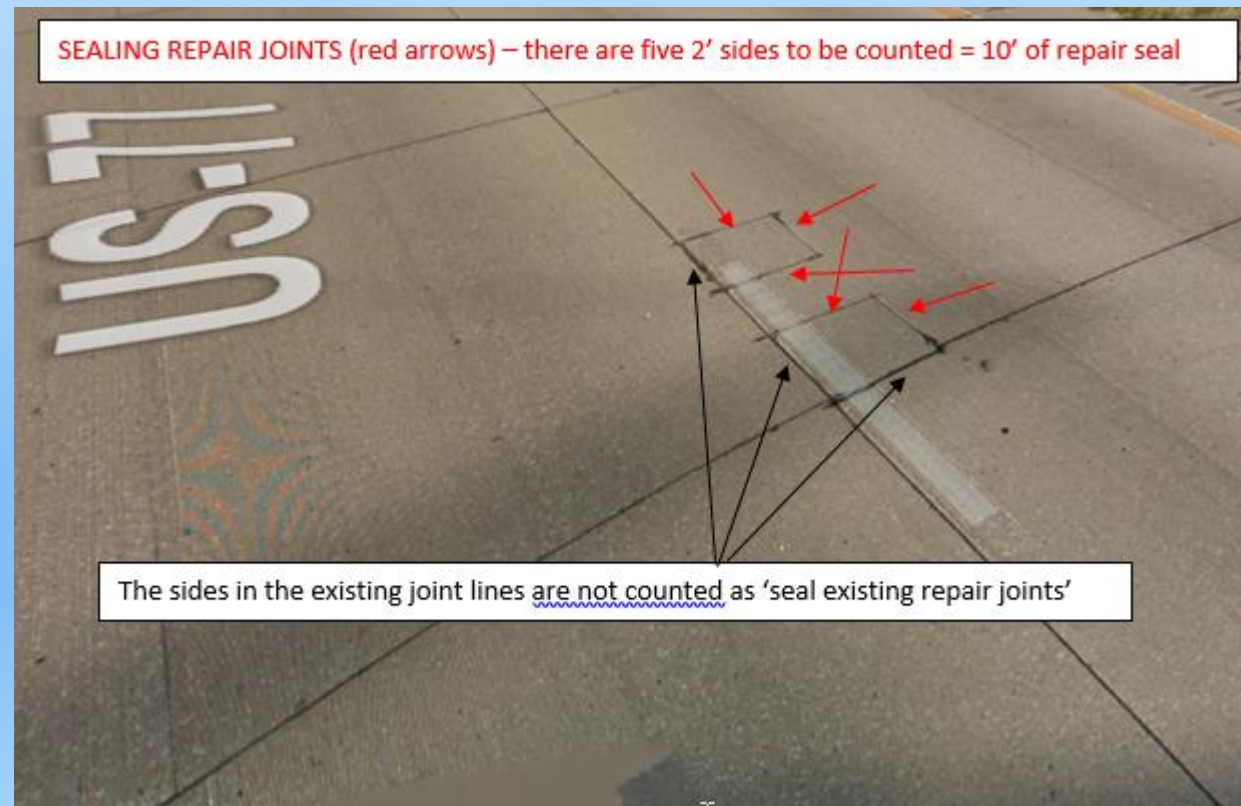 SEALING REPAIR JOINTS (red arrows) – there are five 2’ sides to be counted = 10’ of repair seal
US-77
The sides in the existing joint lines are not counted as ‘seal existing repair joints’